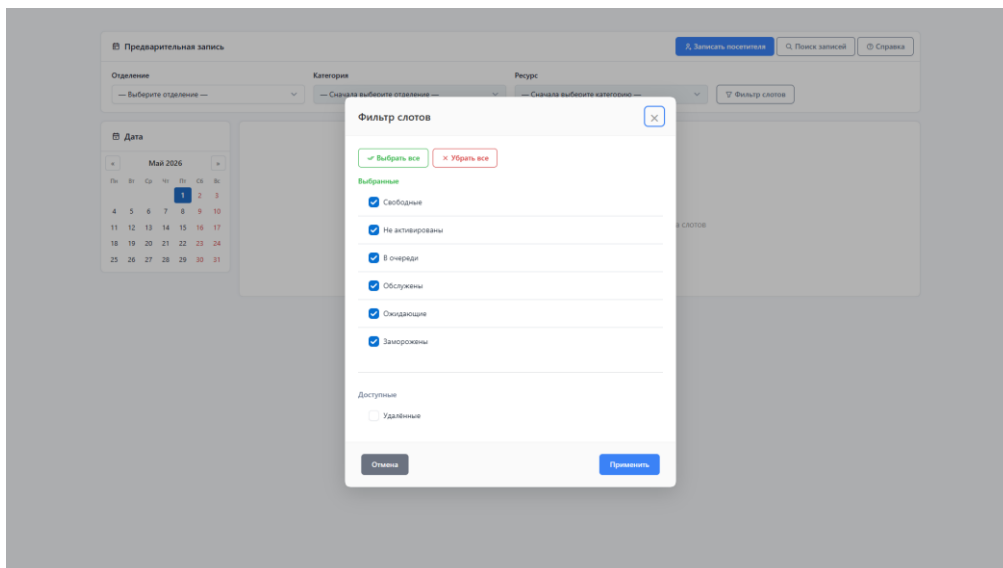 Предварительная запись
Записать посетителя
Поиск записей
Справка
Отделение
Категория
Ресурс
— Выберите отделение —
— Сначала выберите отделение —
— Сначала выберите категорию —
Фильтр слотов
Дата
« Май 2026 »
Пн Вт Ср Чт Пт Сб Вс
1 2 3
4 5 6 7 8 9 10
11 12 13 14 15 16 17
18 19 20 21 22 23 24
25 26 27 28 29 30 31
слотов
Фильтр слотов
Выбрать все
Убрать все
Выбранные
Свободные
Не активированы
В очереди
Обслужены
Ожидающие
Заморожены
Доступные
Удалённые
Отмена
Применить